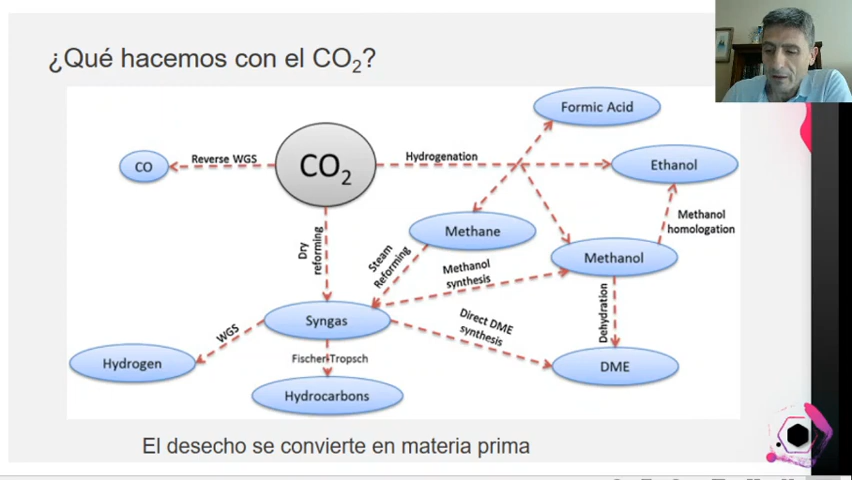 ¿Qué hacemos con el CO₂?
Formic Acid
CO
Reverse WGS
CO₂
Hydrogenation
Ethanol
Methanol
homologation
Methane
Dry
reforming
Steam
Reforming
Methanol
synthesis
Methanol
Syngas
WGS
Direct DME
synthesis
Dehydration
Hydrogen
Fischer-Tropsch
DME
Hydrocarbons
El desecho se convierte en materia prima